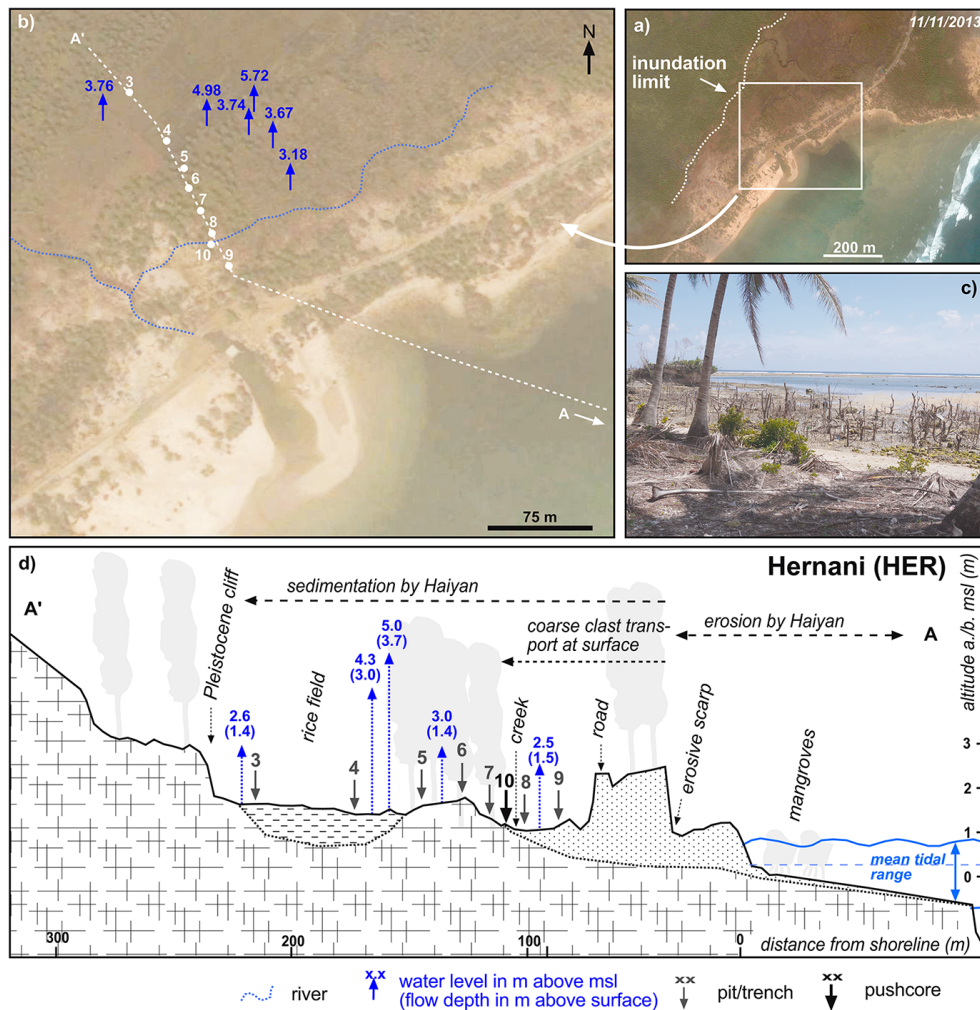 b)
A'
N
3
3.76
4.98
5.72
3.74
3.67
3.18
4
5
6
7
8
10
9
A
75 m
a)
11/11/2013
inundation
limit
200 m
c)
d)
Hernani (HER)
A'
sedimentation by Haiyan
A
erosion by Haiyan
coarse clast trans-
port at surface
altitude a./b. msl (m)
Pleistocene cliff
rice field
creek
road
erosive scarp
mangroves
2.6
(1.4)
4.3
(3.0)
5.0
(3.7)
3.0
(1.4)
2.5
(1.5)
3
4
5
6
7
10
8
9
3
2
1
0
mean tidal
range
300
200
100
0
distance from shoreline (m)
river
x.x
water level in m above msl
(flow depth in m above surface)
xx
pit/trench
xx
pushcore